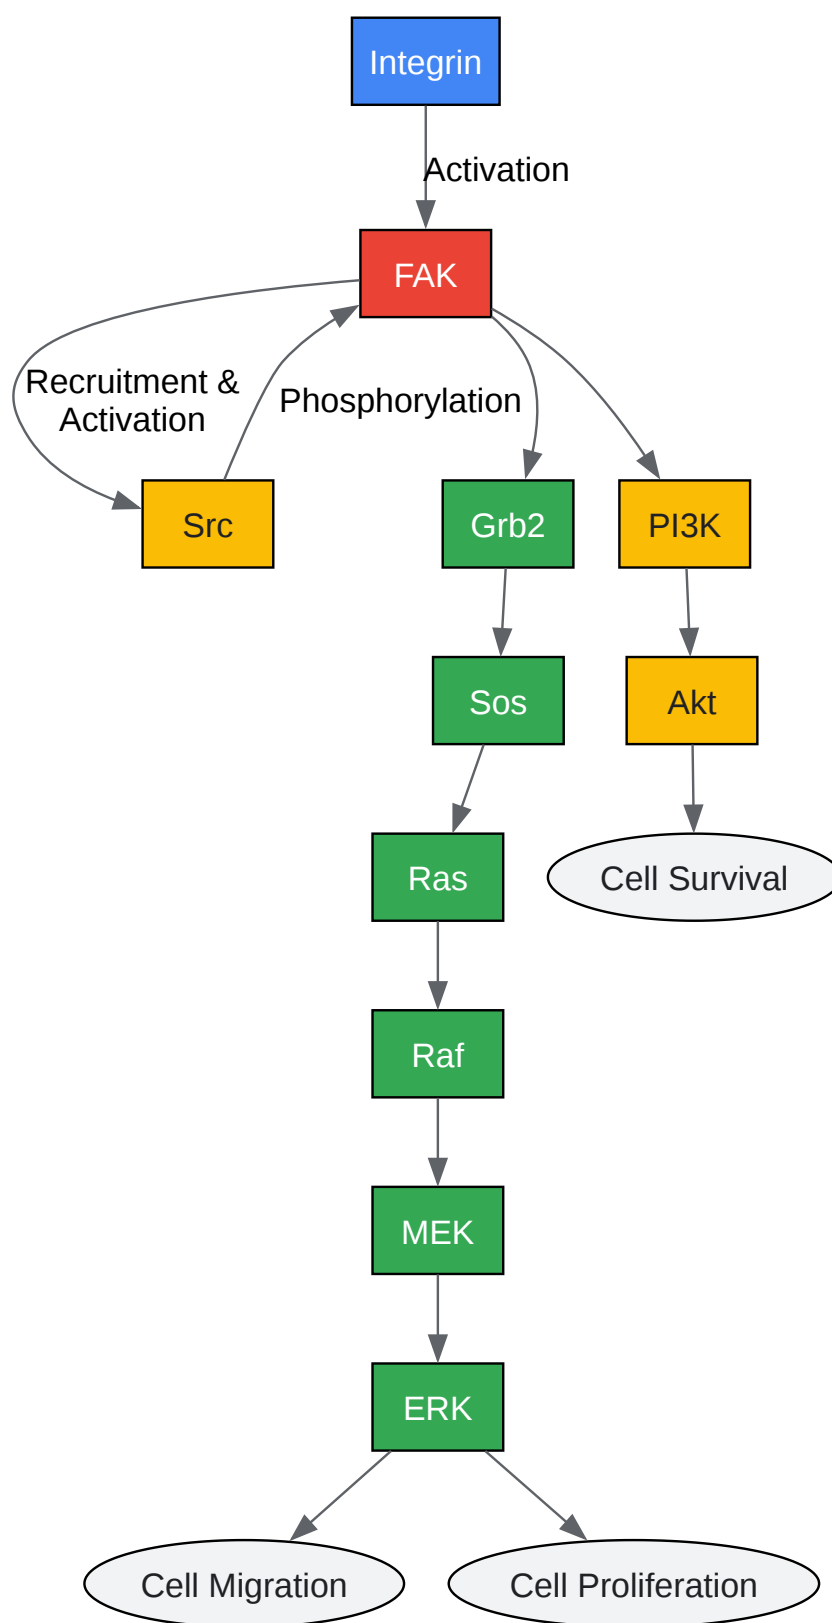 Integrin
Activation
FAK
Recruitment &
Activation
Phosphorylation
Src
Grb2
PI3K
Sos
Akt
Ras
Cell Survival
Raf
MEK
ERK
Cell Migration
Cell Proliferation